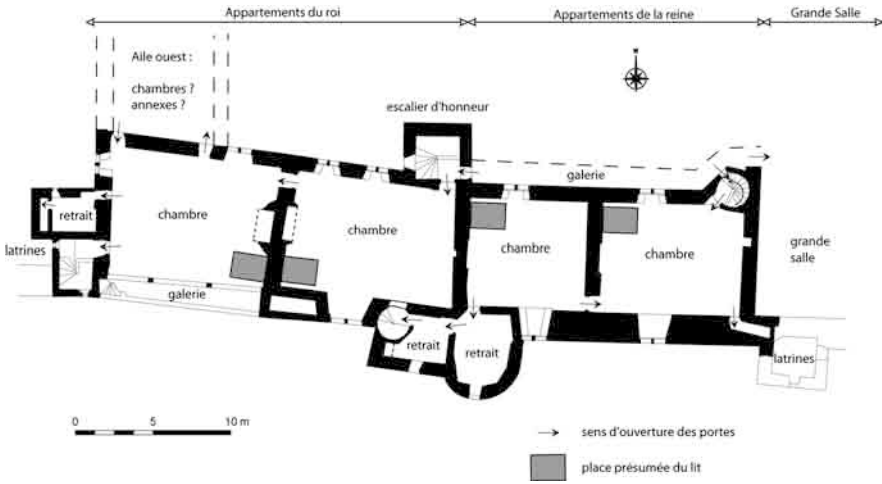 Appartements du roi
Appartements de la reine
Grande Salle
Aile ouest :
chambres ?
annexes ?
N
escalier d'honneur
galerie
retrait
chambre
chambre
chambre
chambre
grande
salle
latrines
galerie
retrait
retrait
latrines
0 5 10 m
sens d'ouverture des portes
place présumée du lit